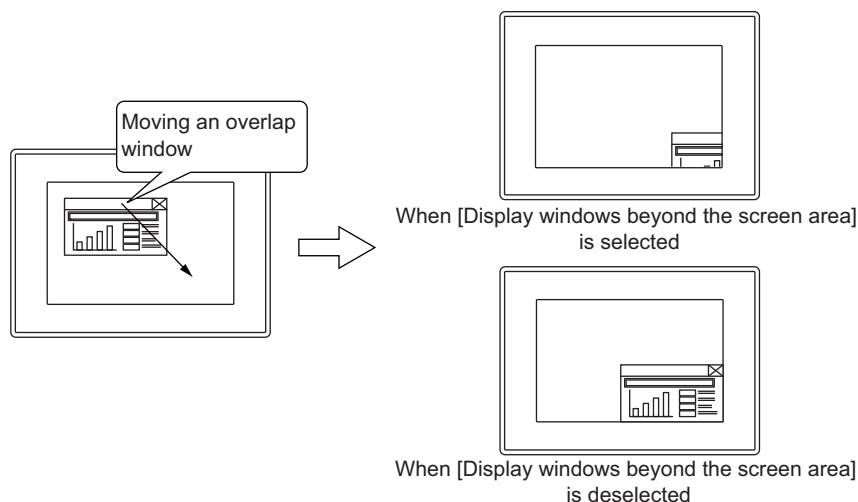 Moving an overlap
window
When [Display windows beyond the screen area]
is selected
When [Display windows beyond the screen area]
is deselected